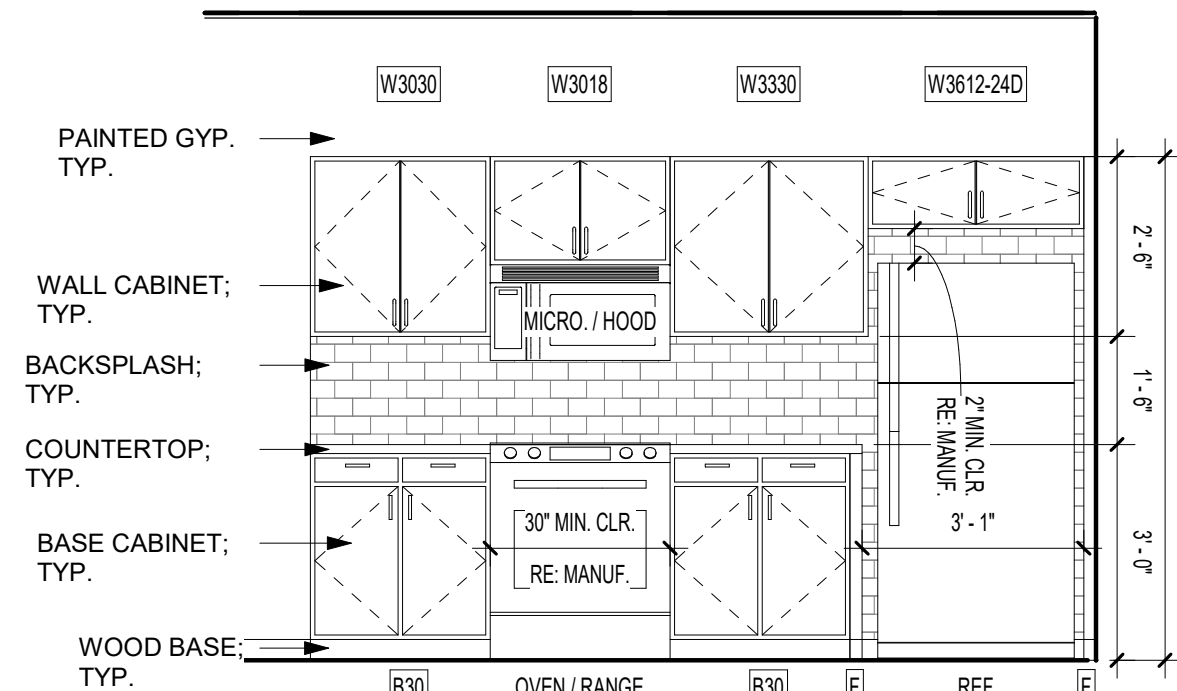 W3030
W3018
W3330
W3612-24D
PAINTED GYP.
TYP.
WALL CABINET;
TYP.
MICRO. / HOOD
2' - 6"
BACKSPLASH;
TYP.
1' - 6"
2" MIN. CLR.
RE: MANUF.
COUNTERTOP;
TYP.
30" MIN. CLR.
RE: MANUF.
3' - 1"
3' - 0"
BASE CABINET;
TYP.
WOOD BASE;
TYP.
B30
OVEN / RANGE
B30
F
REF
F